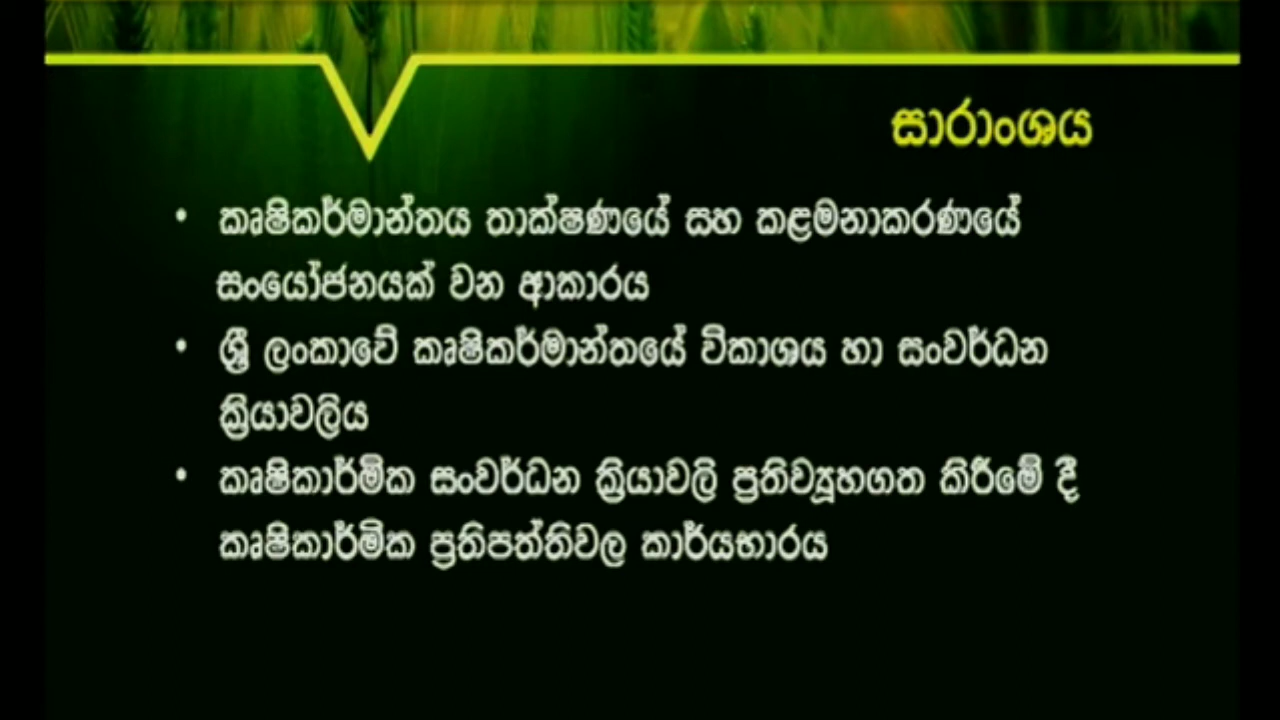 සාරාංශය
• කෘෂිකර්මාන්තය තාක්ෂණයේ සහ කළමනාකරණයේ
සංයෝජනයක් වන ආකාරය
• ශ්‍රී ලංකාවේ කෘෂිකර්මාන්තයේ විකාශය හා සංවර්ධන
ක්‍රියාවලිය
• කෘෂිකාර්මික සංවර්ධන ක්‍රියාවලි ප්‍රතිව්‍යූහගත කිරීමේ දී
කෘෂිකාර්මික ප්‍රතිපත්තිවල කාර්යභාරය